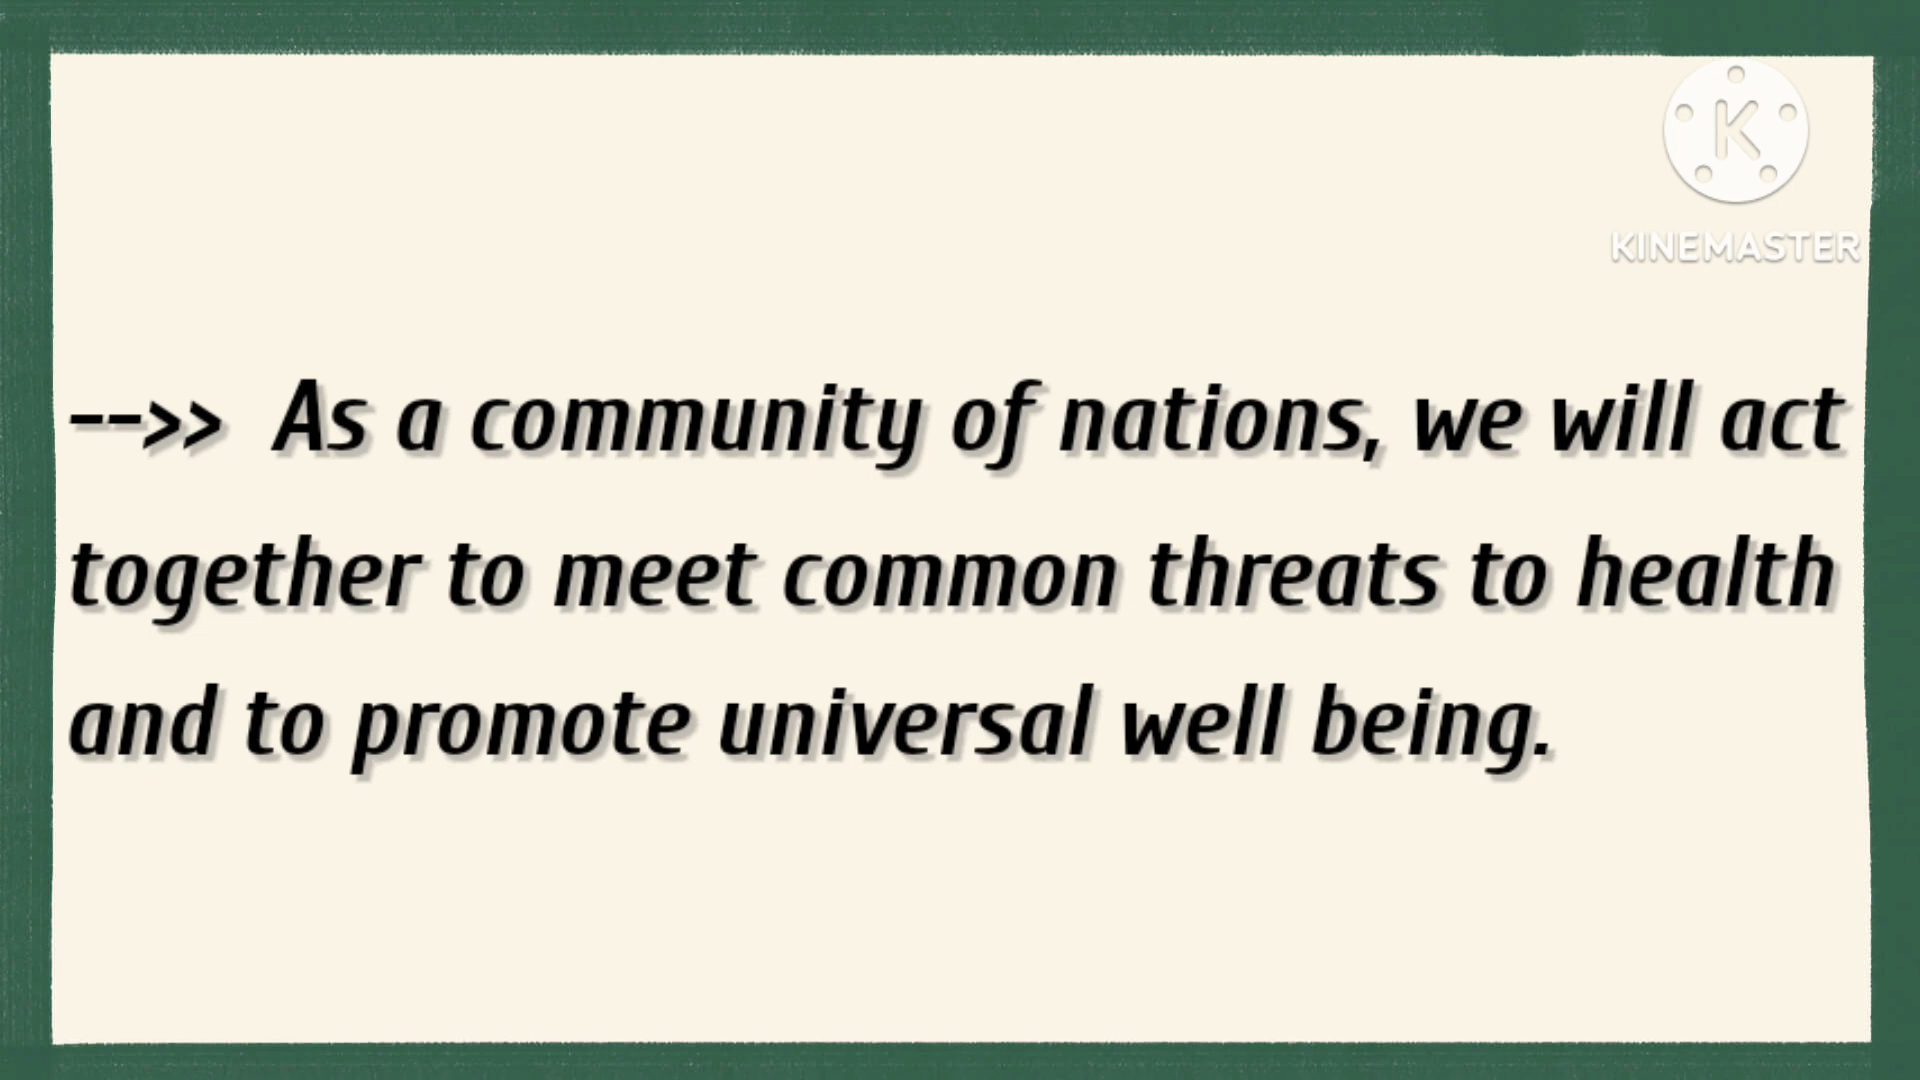 K
KINEMASTER
-->> As a community of nations, we will act
together to meet common threats to health
and to promote universal well being.